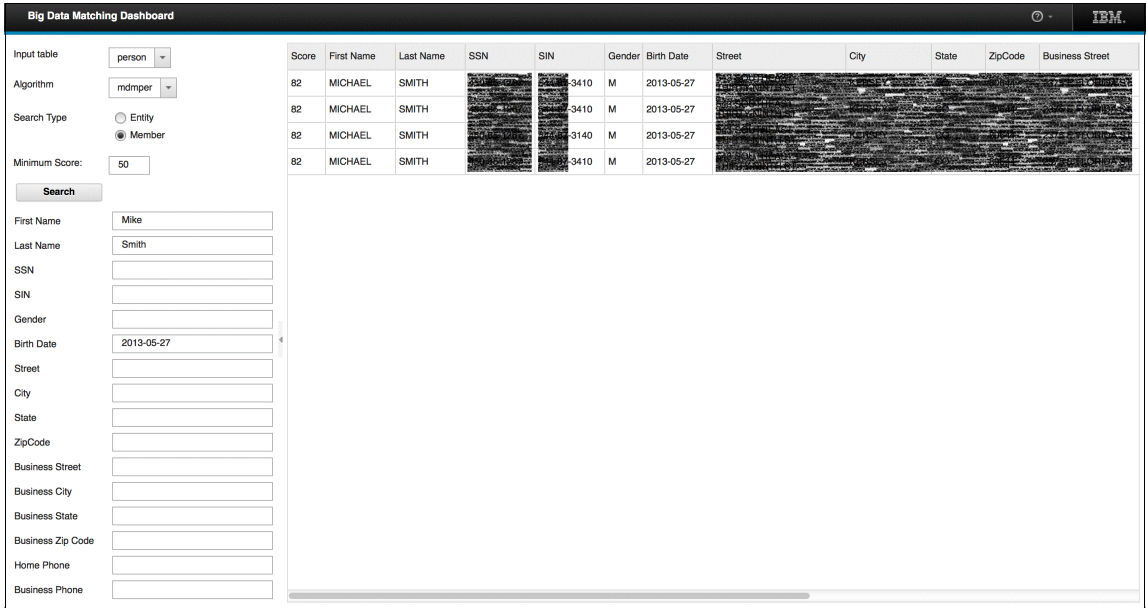 Big Data Matching Dashboard
IBM.
Input table person
Algorithm mdmper
Search Type Entity
Member
Minimum Score: 50
Search
First Name Mike
Last Name Smith
SSN
SIN
Gender
Birth Date 2013-05-27
Street
City
State
ZipCode
Business Street
Business City
Business State
Business Zip Code
Home Phone
Business Phone
Score First Name Last Name SSN SIN Gender Birth Date Street City State ZipCode Business Street
82 MICHAEL SMITH -3410 M 2013-05-27
82 MICHAEL SMITH -3410 M 2013-05-27
82 MICHAEL SMITH -3140 M 2013-05-27
82 MICHAEL SMITH -3410 M 2013-05-27